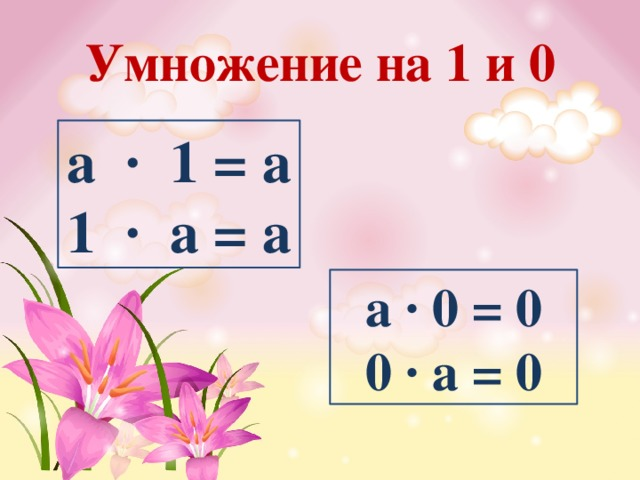 Умножение на 1 и 0
а · 1 = а
1 · а = а
а · 0 = 0
0 · а = 0